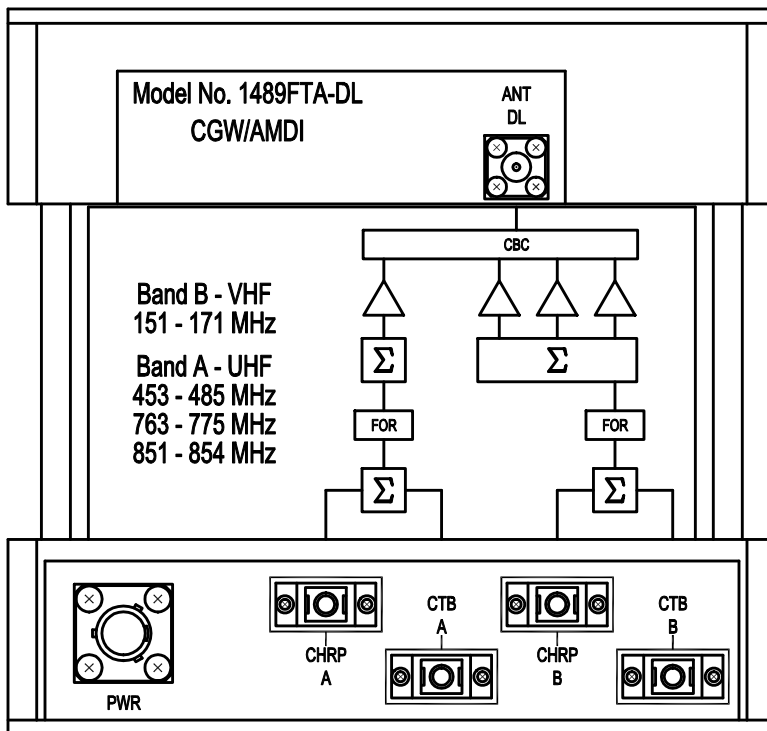 Model No. 1489FTA-DL
CGW/AMDI
ANT
DL
CBC
Band B - VHF
151 - 171 MHz
Band A - UHF
453 - 485 MHz
763 - 775 MHz
851 - 854 MHz
Σ
Σ
FOR
FOR
Σ
Σ
CTB
A
CTB
B
CHRP
A
CHRP
B
PWR